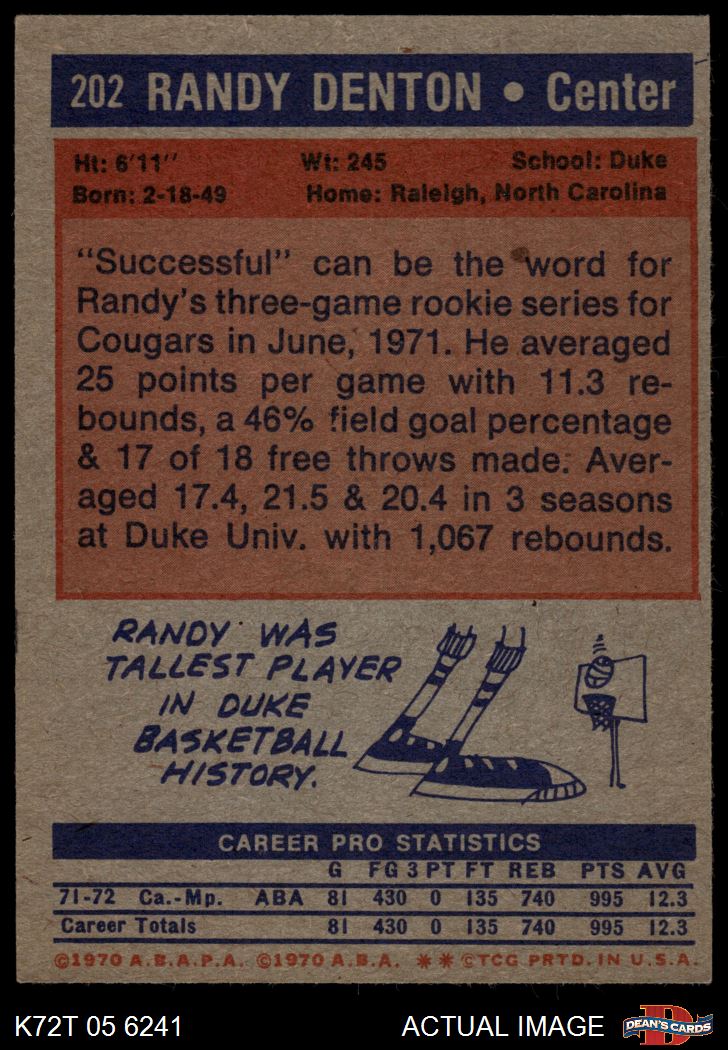 202 RANDY DENTON • Center
Ht: 6'11" Wt: 245 School: Duke
Born: 2-18-49 Home: Raleigh, North Carolina
"Successful" can be the word for
Randy's three-game rookie series for
Cougars in June, 1971. He averaged
25 points per game with 11.3 re-
bounds, a 46% field goal percentage
& 17 of 18 free throws made. Aver-
aged 17.4, 21.5 & 20.4 in 3 seasons
at Duke Univ. with 1,067 rebounds.
RANDY WAS
TALLEST PLAYER
IN DUKE
BASKETBALL
HISTORY.
CAREER PRO STATISTICS
G FG 3PT FT REB PTS AVG
71-72 Ca.-Mp. ABA 81 430 0 135 740 995 12.3
Career Totals 81 430 0 135 740 995 12.3
©1970 A.B.A.P.A. ©1970 A.B.A. ** ©TCG PRTD. IN U.S.A.
K72T 05 6241 ACTUAL IMAGE DEAN'S CARDS